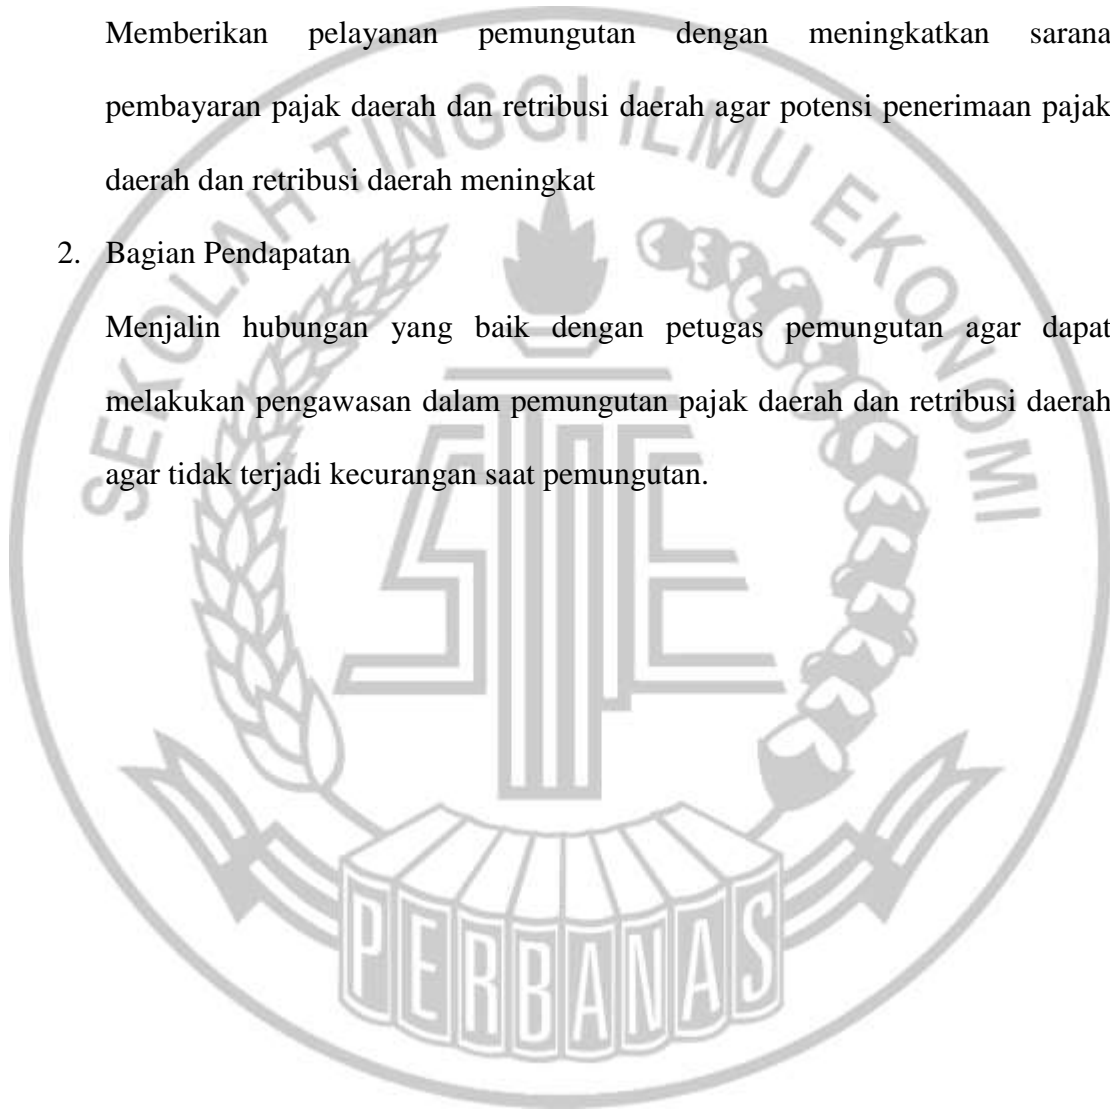 Memberikan pelayanan pemungutan dengan meningkatkan sarana
pembayaran pajak daerah dan retribusi daerah agar potensi penerimaan pajak
daerah dan retribusi daerah meningkat
2. Bagian Pendapatan
Menjalin hubungan yang baik dengan petugas pemungutan agar dapat
melakukan pengawasan dalam pemungutan pajak daerah dan retribusi daerah
agar tidak terjadi kecurangan saat pemungutan.
SEKOLAH TINGGI ILMU EKONOMI
STIE
PERBANAS